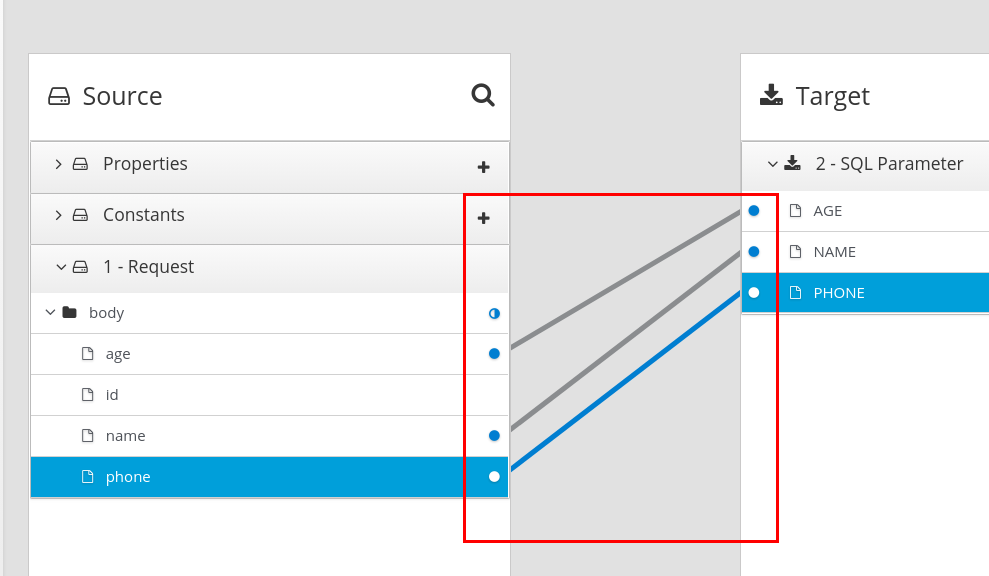 Source
Properties
Constants
1 - Request
body
age
id
name
phone
Target
2 - SQL Parameter
AGE
NAME
PHONE